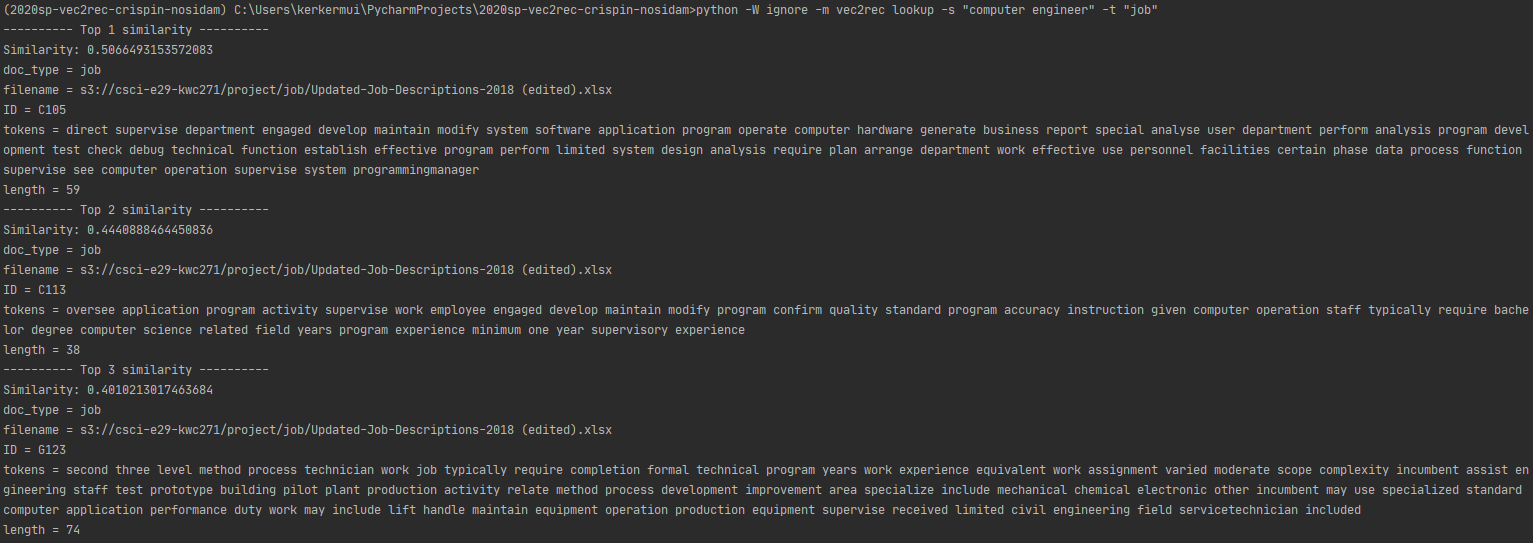 (2020sp-vec2rec-crispin-nosidam) C:\Users\kerkermui\PycharmProjects\2020sp-vec2rec-crispin-nosidam>python -W ignore -m vec2rec lookup -s "computer engineer" -t "job"
---------- Top 1 similarity ----------
Similarity: 0.5066493153572083
doc_type = job
filename = s3://csci-e29-kwc271/project/job/Updated-Job-Descriptions-2018 (edited).xlsx
ID = C105
tokens = direct supervise department engaged develop maintain modify system software application program operate computer hardware generate business report special analyse user department perform analysis program devel
opment test check debug technical function establish effective program perform limited system design analysis require plan arrange department work effective use personnel facilities certain phase data process function
supervise see computer operation supervise system programmingmanager
length = 59
---------- Top 2 similarity ----------
Similarity: 0.4440888464450836
doc_type = job
filename = s3://csci-e29-kwc271/project/job/Updated-Job-Descriptions-2018 (edited).xlsx
ID = C113
tokens = oversee application program activity supervise work employee engaged develop maintain modify program confirm quality standard program accuracy instruction given computer operation staff typically require bache
lor degree computer science related field years program experience minimum one year supervisory experience
length = 38
---------- Top 3 similarity ----------
Similarity: 0.4010213017463684
doc_type = job
filename = s3://csci-e29-kwc271/project/job/Updated-Job-Descriptions-2018 (edited).xlsx
ID = G123
tokens = second three level method process technician work job typically require completion formal technical program years work experience equivalent work assignment varied moderate scope complexity incumbent assist en
gineering staff test prototype building pilot plant production activity relate method process development improvement area specialize include mechanical chemical electronic other incumbent may use specialized standard
computer application performance duty work may include lift handle maintain equipment operation production equipment supervise received limited civil engineering field servicetechnician included
length = 74